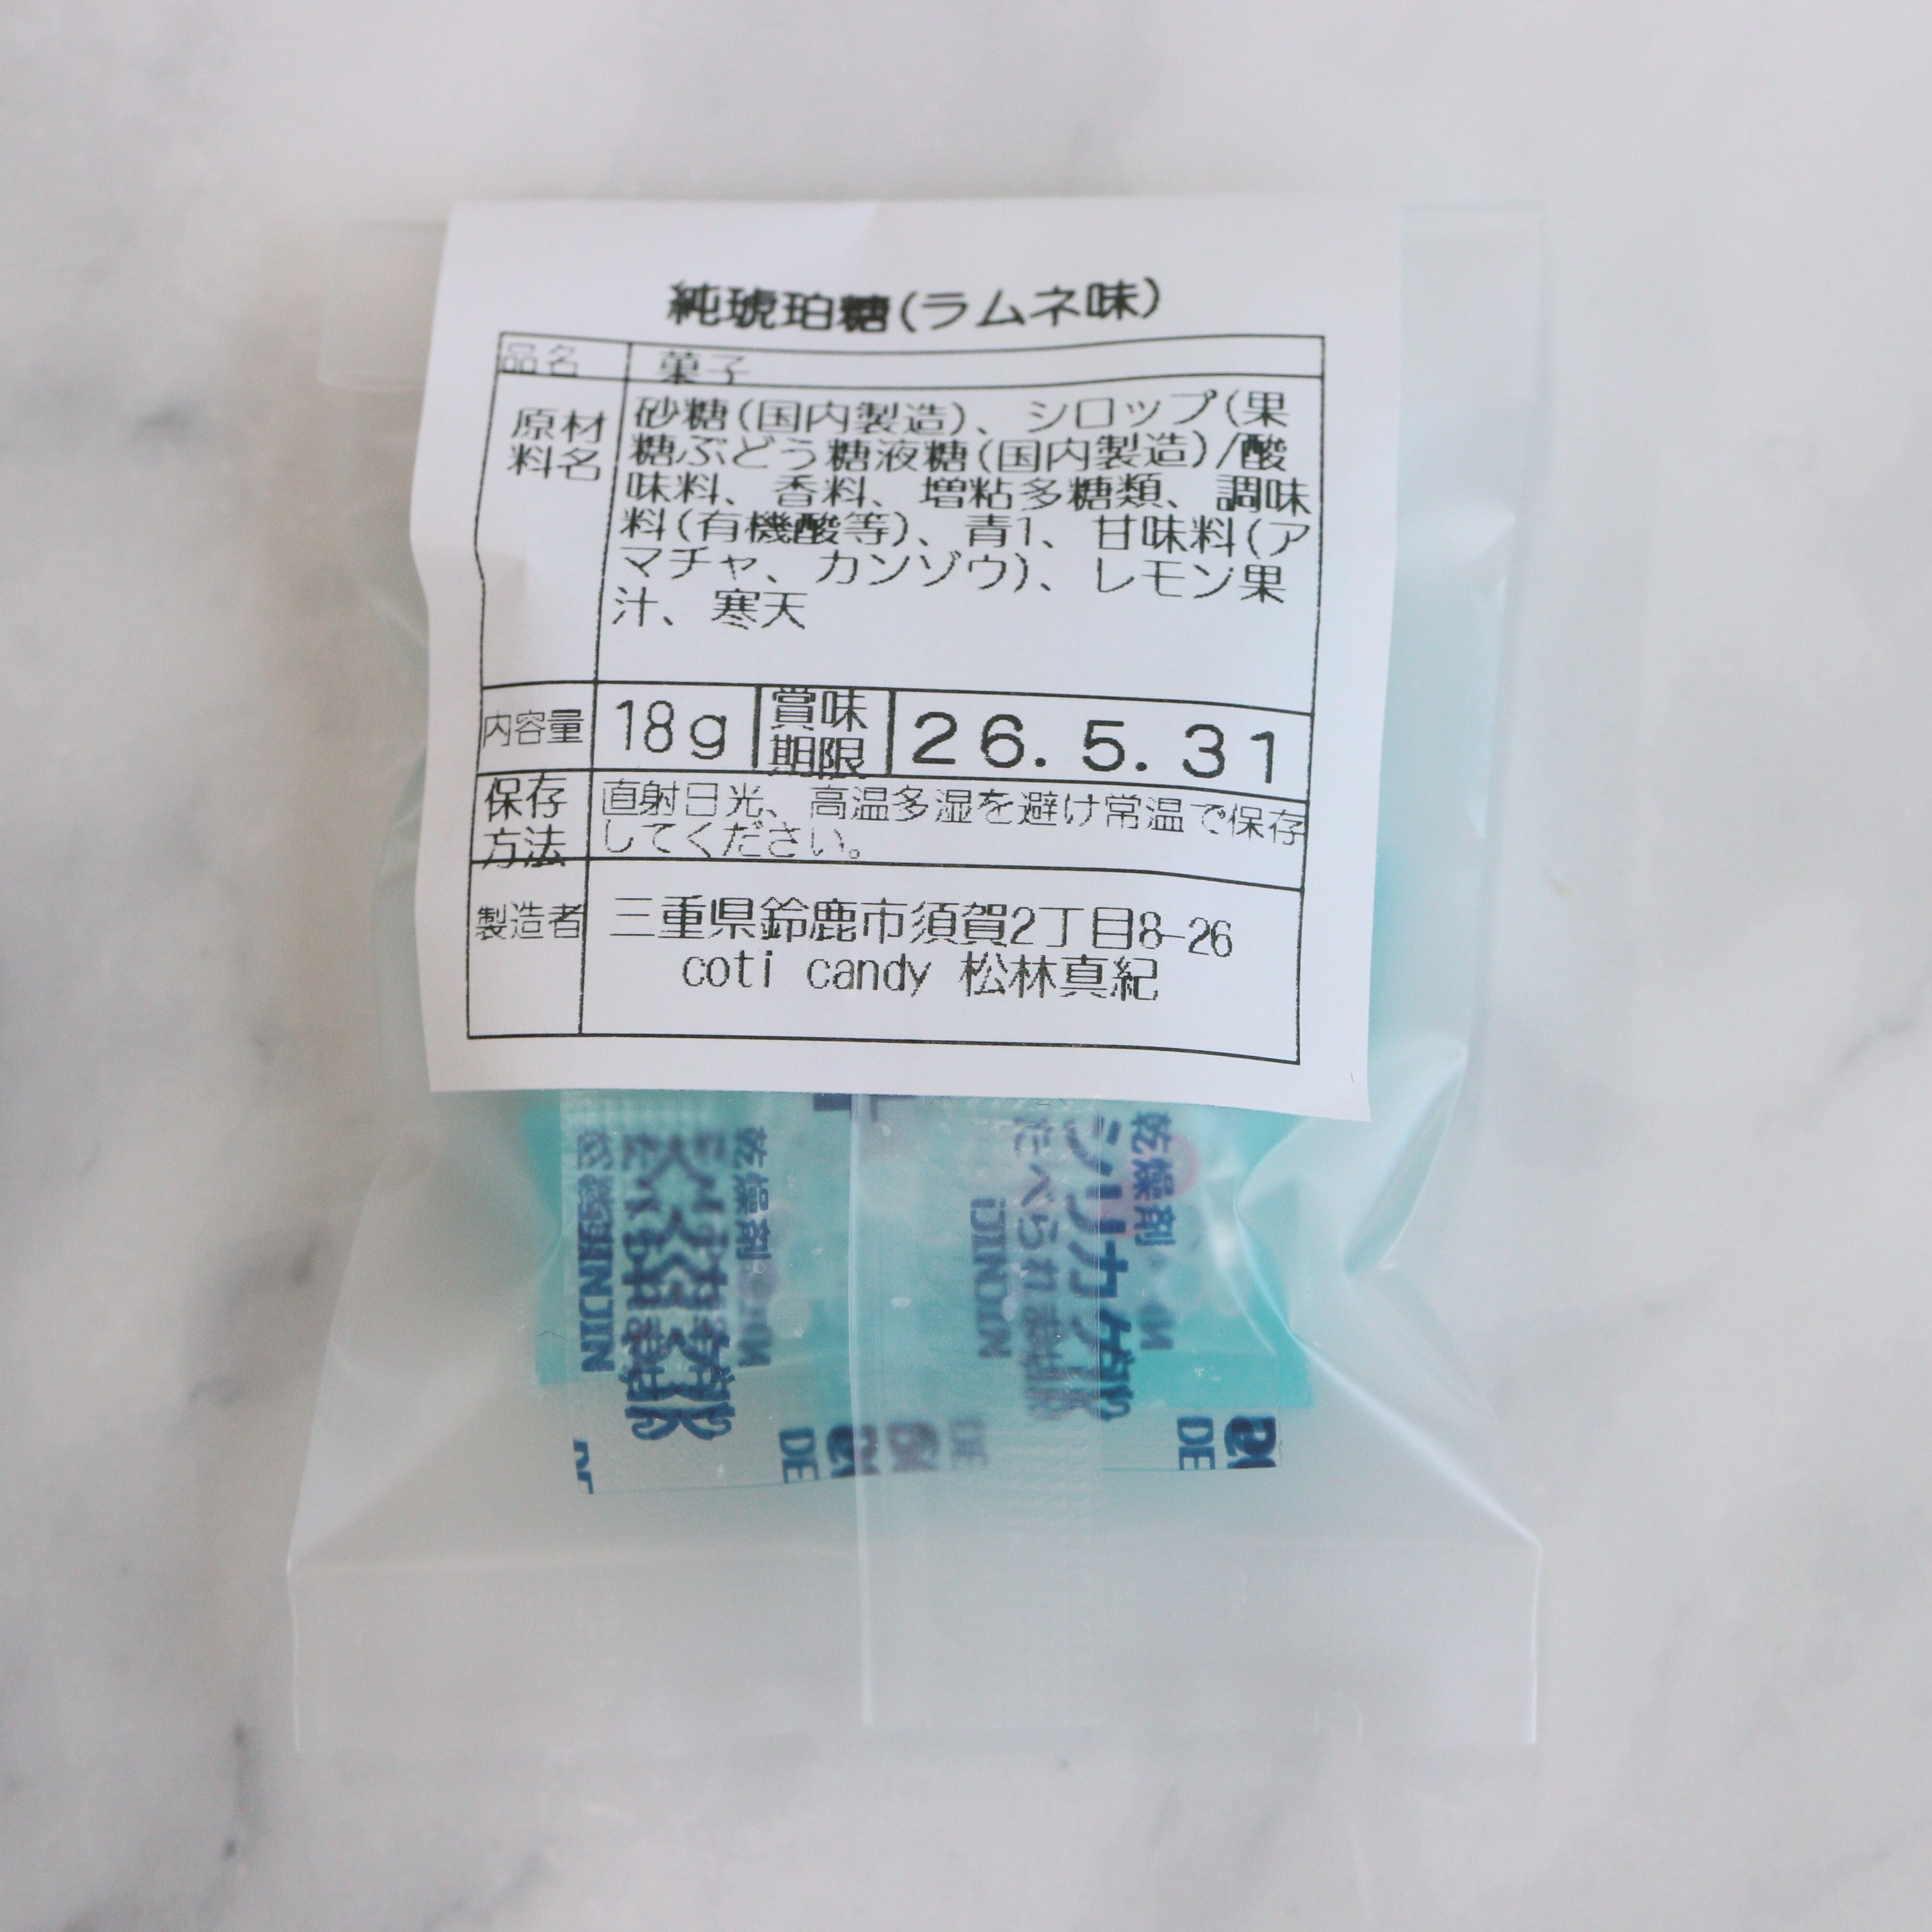 純琥珀糖(ラムネ味)
品名 菓子
原材料名
砂糖(国内製造)、シロップ(果
糖ぶどう糖液糖(国内製造)/酸
味料、香料、増粘多糖類、調味
料(有機酸等)、青1、甘味料(ア
マチャ、カンゾウ)、レモン果
汁、寒天
内容量 18g 賞味期限 26.5.31
保存方法
直射日光、高温多湿を避け常温で保存
してください。
製造者
三重県鈴鹿市須賀2丁目8-26
coti candy 松林真紀
乾燥剤
乾燥剤
シリカゲル
たべられ
DE
DE